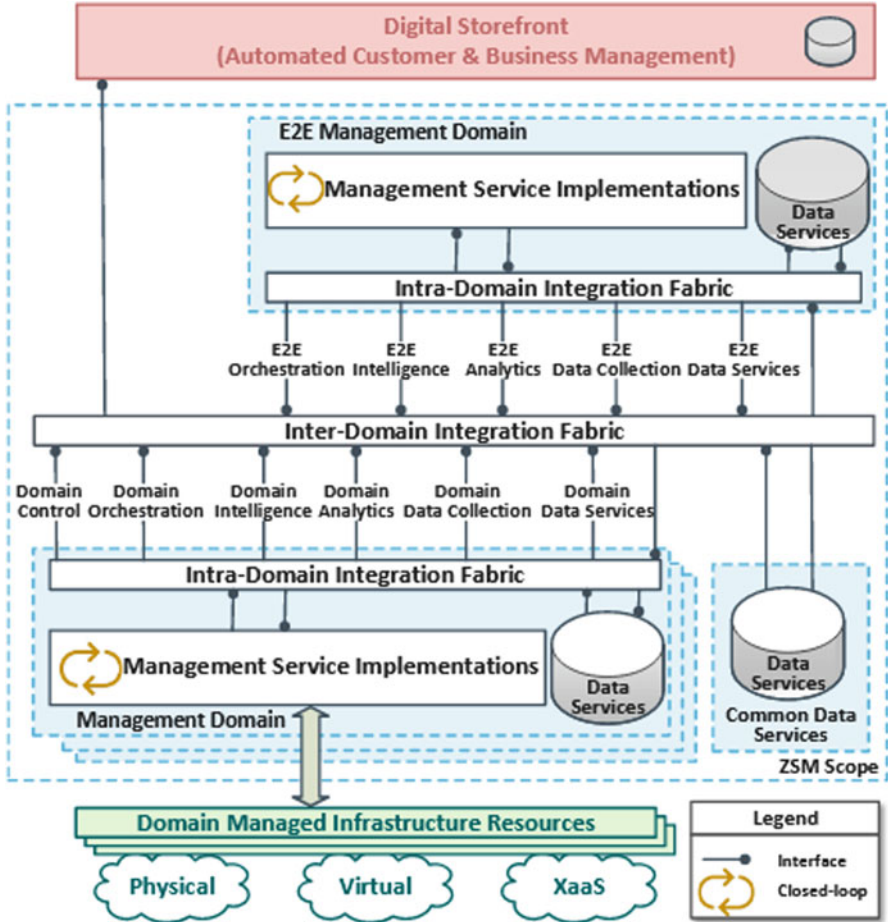 Digital Storefront
(Automated Customer & Business Management)
E2E Management Domain
Management Service Implementations
Data
Services
Intra-Domain Integration Fabric
E2E
Orchestration
E2E
Intelligence
E2E
Analytics
E2E
Data Collection
E2E
Data Services
Inter-Domain Integration Fabric
Domain
Control
Domain
Orchestration
Domain
Intelligence
Domain
Analytics
Domain
Data Collection
Domain
Data Services
Intra-Domain Integration Fabric
Management Service Implementations
Data
Services
Management Domain
Data
Services
Common Data
Services
ZSM Scope
Domain Managed Infrastructure Resources
Physical
Virtual
XaaS
Legend
Interface
Closed-loop